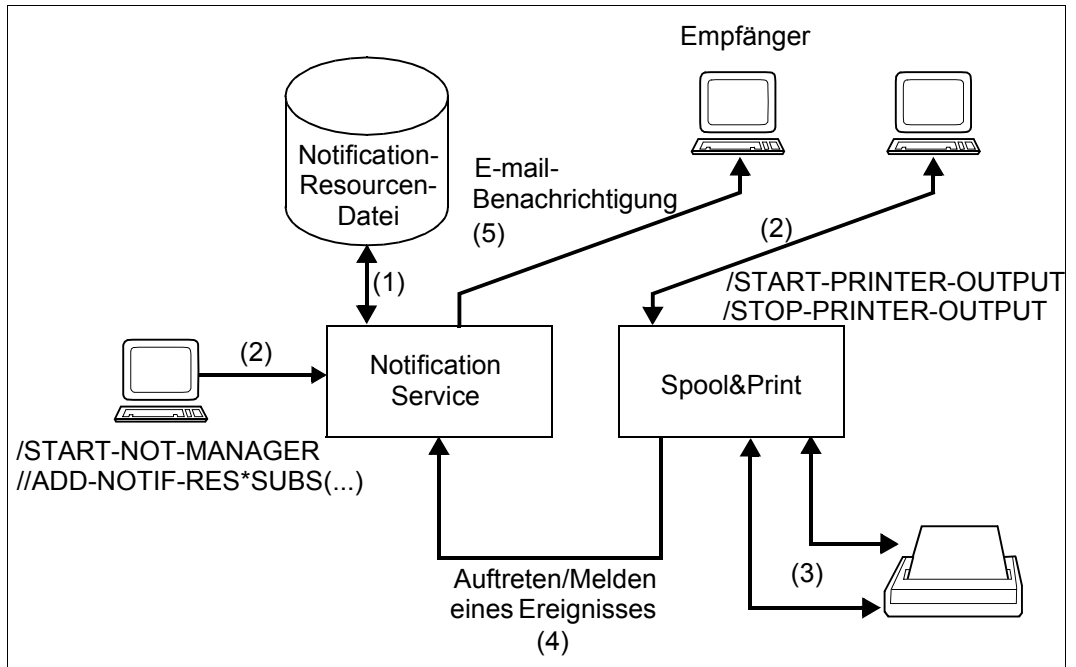 Empfänger
Notification-
Resourcen-
Datei
E-mail-
Benachrichtigung
(5)
(2)
(1)
/START-PRINTER-OUTPUT
/STOP-PRINTER-OUTPUT
(2)
Notification
Service
Spool&Print
/START-NOT-MANAGER
//ADD-NOTIF-RES*SUBS(...)
(3)
Auftreten/Melden
eines Ereignisses
(4)